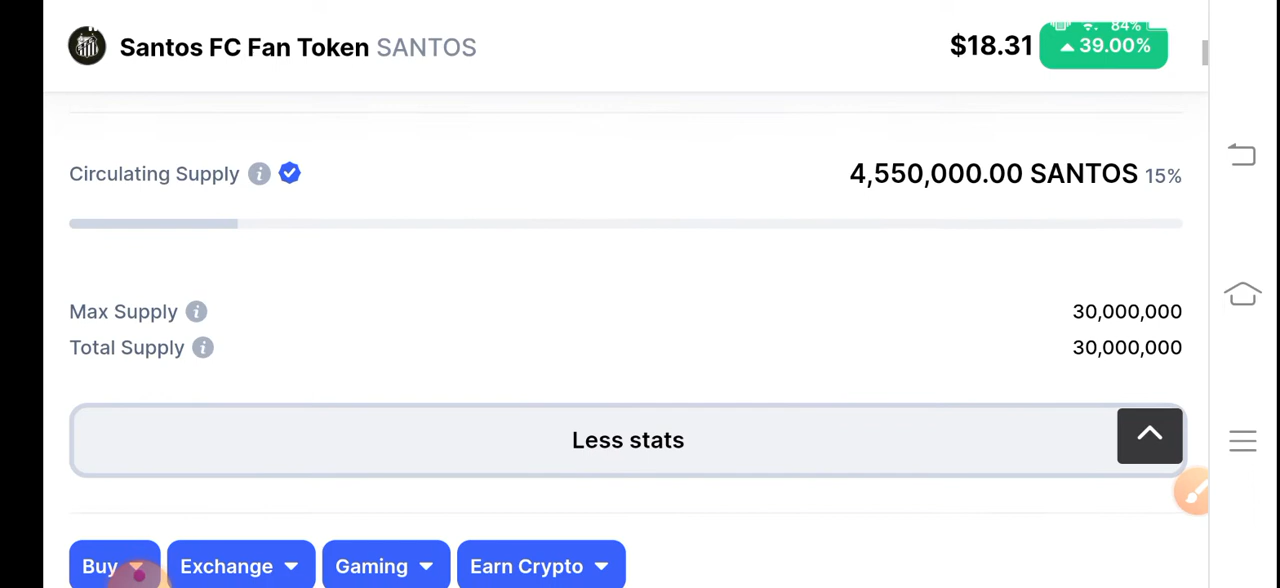 84%
Santos FC Fan Token SANTOS
$18.31
39.00%
Circulating Supply
4,550,000.00 SANTOS 15%
Max Supply
30,000,000
Total Supply
30,000,000
Less stats
Buy
Exchange
Gaming
Earn Crypto